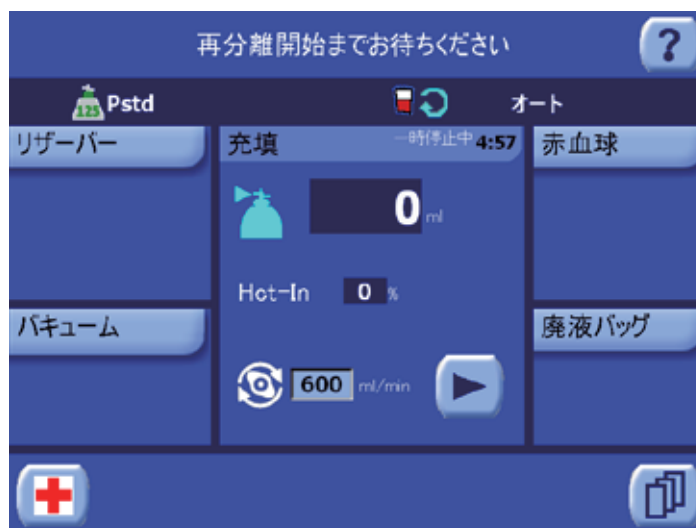 再分離開始までお待ちください
?
125 Pstd
オート
リザーバー
充填
一時停止中 4:57
赤血球
0 ml
Hct-In 0 %
バキューム
廃液バッグ
600 ml/min